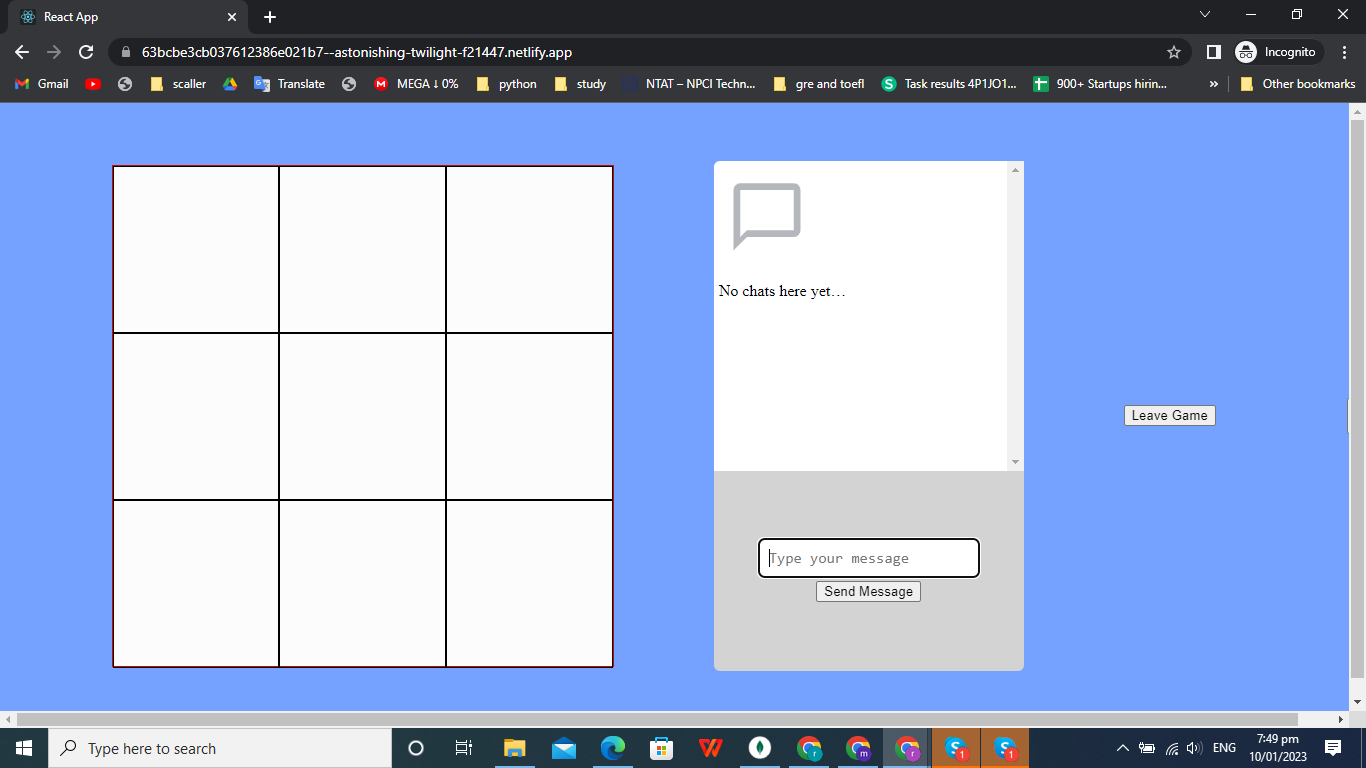 React App
63bcbe3cb037612386e021b7--astonishing-twilight-f21447.netlify.app
Incognito
Gmail
scaller
Translate
MEGA ↓ 0%
python
study
NTAT – NPCI Techn...
gre and toefl
Task results 4P1JO1...
900+ Startups hirin...
»
Other bookmarks
No chats here yet…
Leave Game
Type your message
Send Message
Type here to search
ENG
7:49 pm
10/01/2023